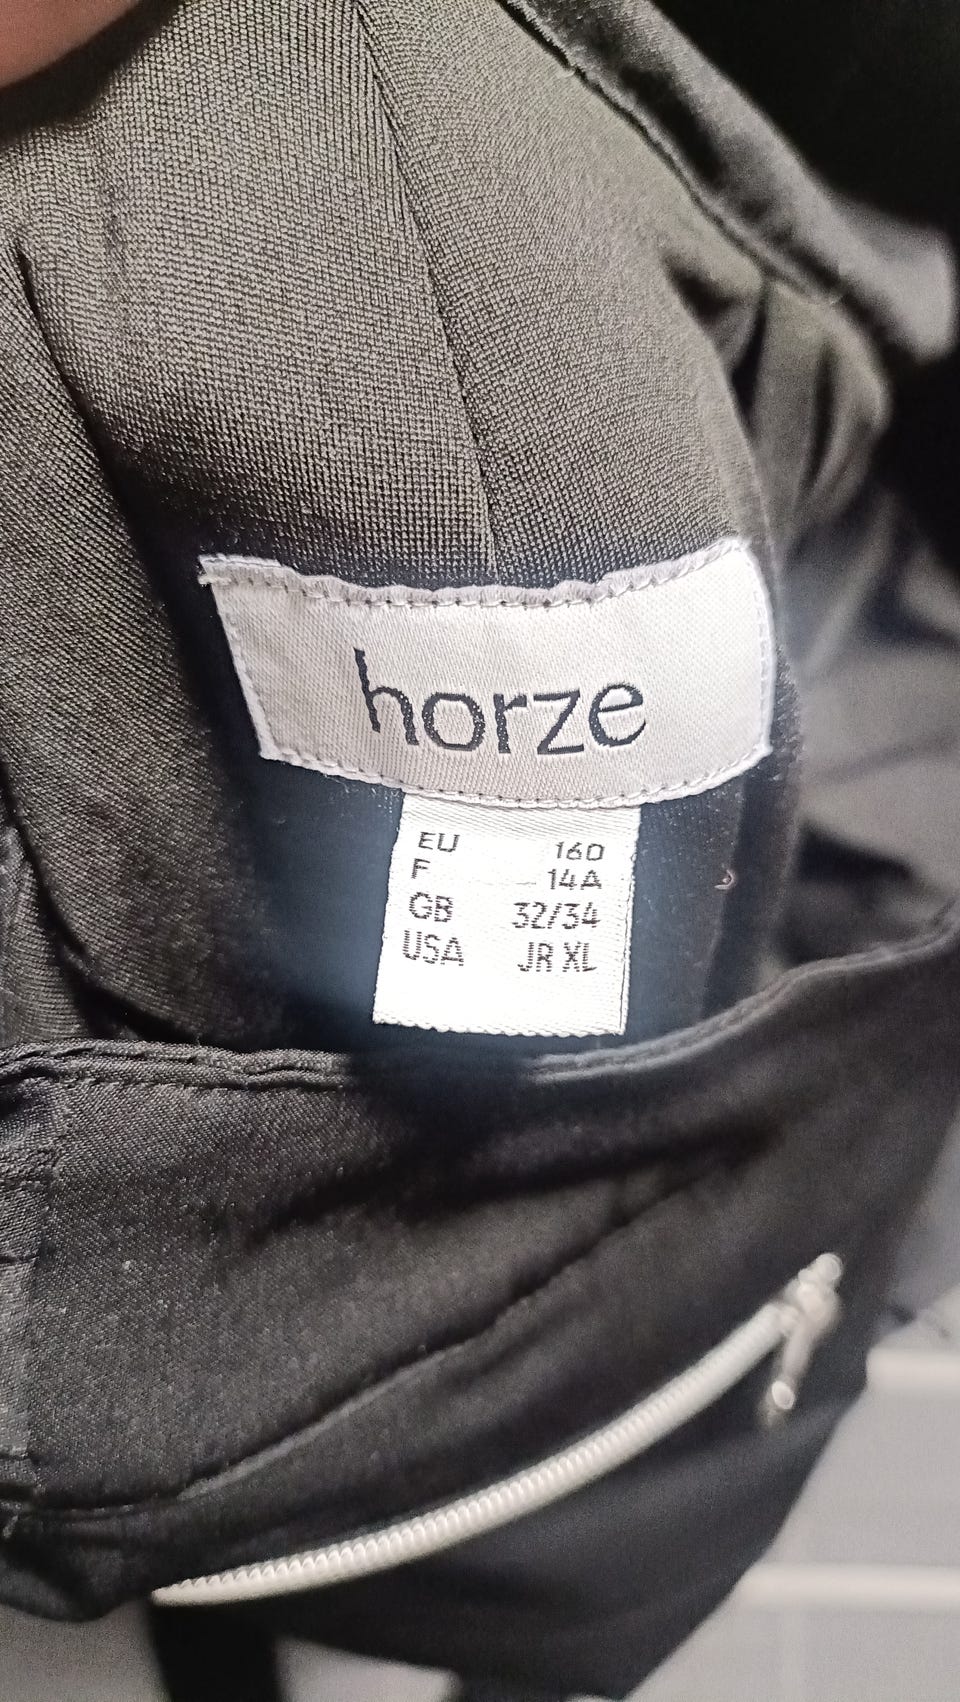 horze
EU 160
F 14A
GB 32/34
USA JR XL